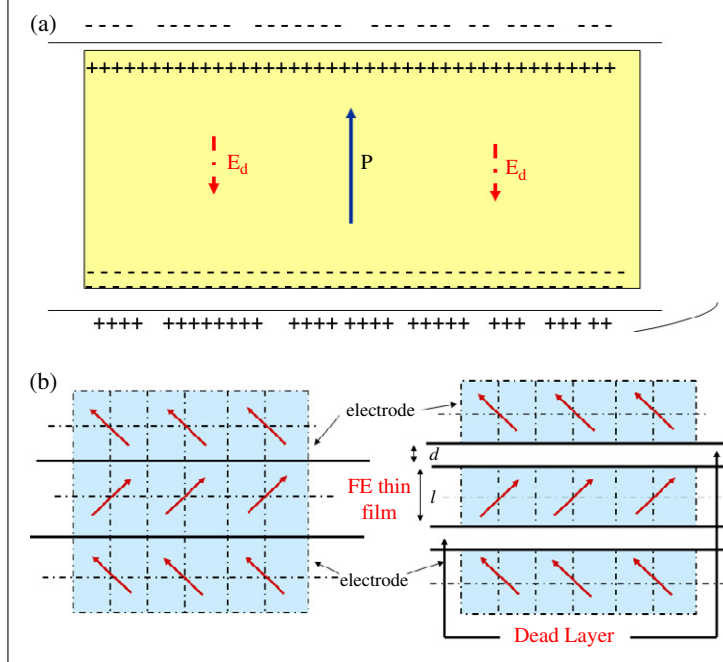 (a)
- - - - - - - - - - - - - - - - - - - - - - - - - - - - - - - -
+++++++++++++++++++++++++++++++++++++++++++
E_d P E_d
- - - - - - - - - - - - - - - - - - - - - - - - - - - - - - - - - - - - - - - - - - -
- - - - - - - - - - - - - - - - - - - - - - - - - - - - - - - - - - - - - - - - - - -
++++ ++++++++ ++++ ++++ +++++ +++ +++ ++
(b)
electrode
d
FE thin
film
l
electrode
Dead Layer